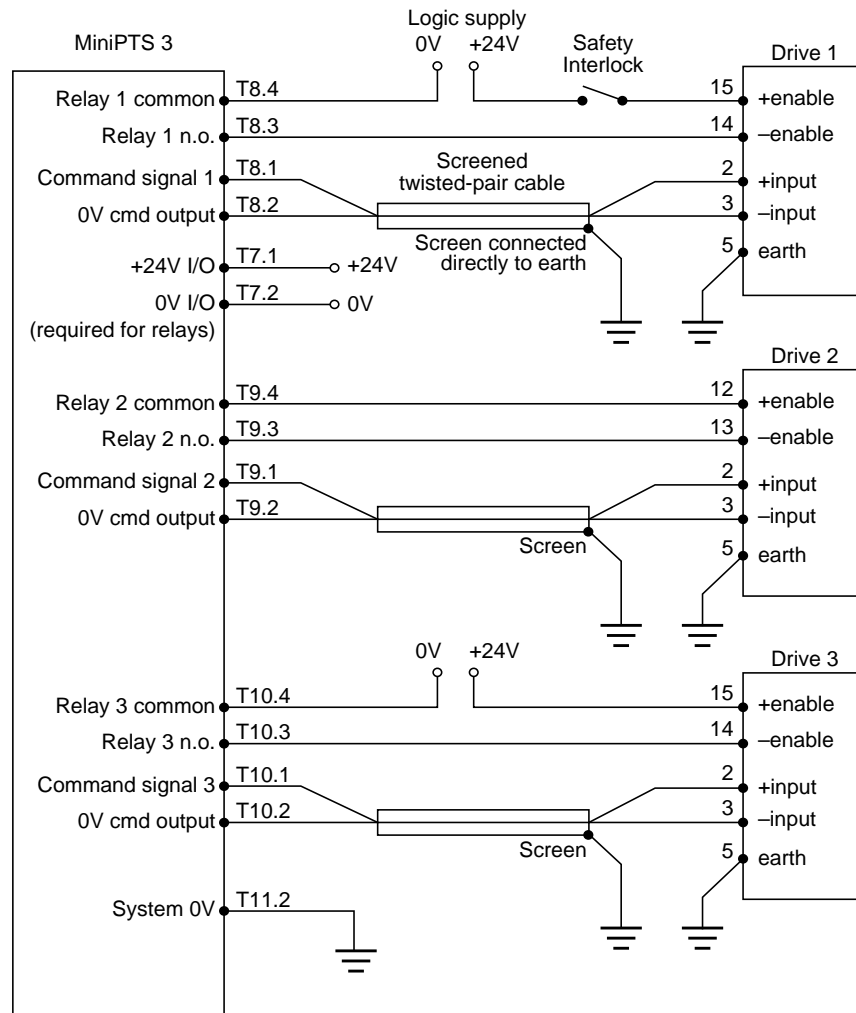 Logic supply
MiniPTS 3
0V +24V
Safety
Interlock
Drive 1
Relay 1 common
T8.4
15
+enable
Relay 1 n.o.
T8.3
14
–enable
Command signal 1
T8.1
Screened
twisted-pair cable
2
+input
0V cmd output
T8.2
3
–input
Screen connected
directly to earth
5
earth
+24V I/O
T7.1
+24V
0V I/O
T7.2
0V
(required for relays)
Drive 2
Relay 2 common
T9.4
12
+enable
Relay 2 n.o.
T9.3
13
–enable
Command signal 2
T9.1
2
+input
0V cmd output
T9.2
3
–input
Screen
5
earth
0V +24V
Drive 3
Relay 3 common
T10.4
15
+enable
Relay 3 n.o.
T10.3
14
–enable
Command signal 3
T10.1
2
+input
0V cmd output
T10.2
3
–input
Screen
5
earth
System 0V
T11.2